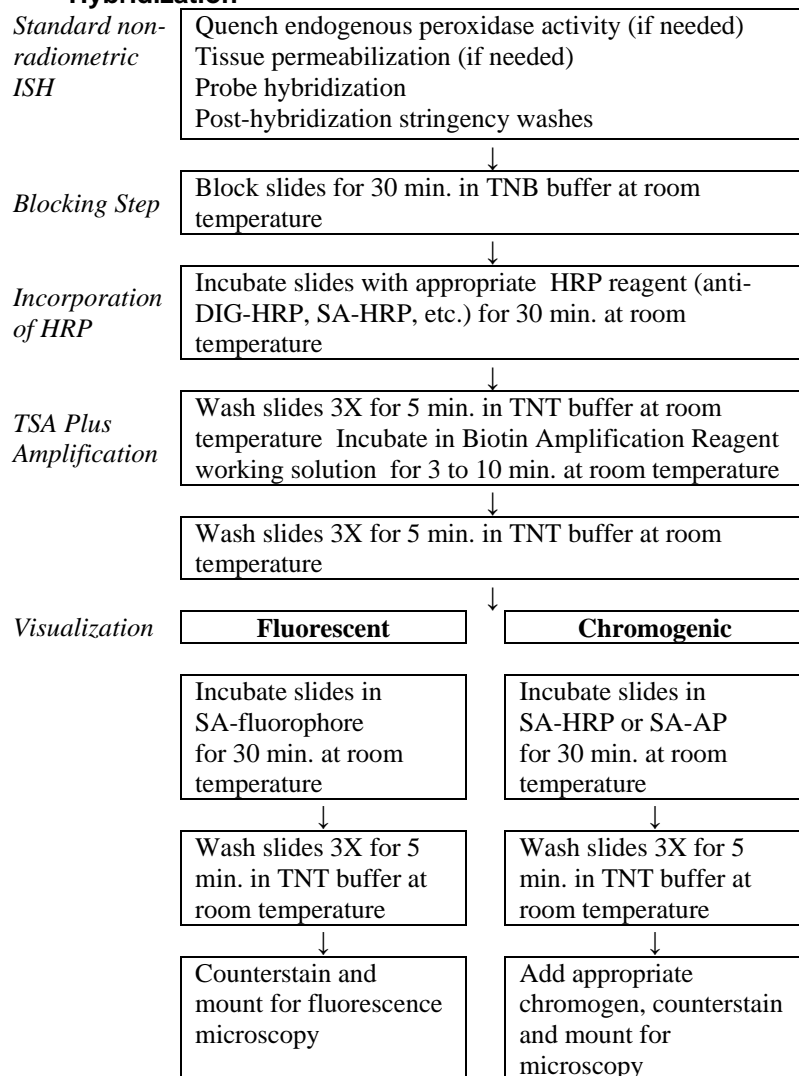 Hybridization
Standard non-
radiometric
ISH
Quench endogenous peroxidase activity (if needed)
Tissue permeabilization (if needed)
Probe hybridization
Post-hybridization stringency washes
↓
Blocking Step
Block slides for 30 min. in TNB buffer at room
temperature
↓
Incorporation
of HRP
Incubate slides with appropriate HRP reagent (anti-
DIG-HRP, SA-HRP, etc.) for 30 min. at room
temperature
↓
TSA Plus
Amplification
Wash slides 3X for 5 min. in TNT buffer at room
temperature Incubate in Biotin Amplification Reagent
working solution for 3 to 10 min. at room temperature
↓
Wash slides 3X for 5 min. in TNT buffer at room
temperature
↓
Visualization
Fluorescent
Incubate slides in
SA-fluorophore
for 30 min. at room
temperature
↓
Wash slides 3X for 5
min. in TNT buffer at
room temperature
↓
Counterstain and
mount for fluorescence
microscopy
Chromogenic
Incubate slides in
SA-HRP or SA-AP
for 30 min. at room
temperature
↓
Wash slides 3X for 5
min. in TNT buffer at
room temperature
↓
Add appropriate
chromogen, counterstain
and mount for
microscopy